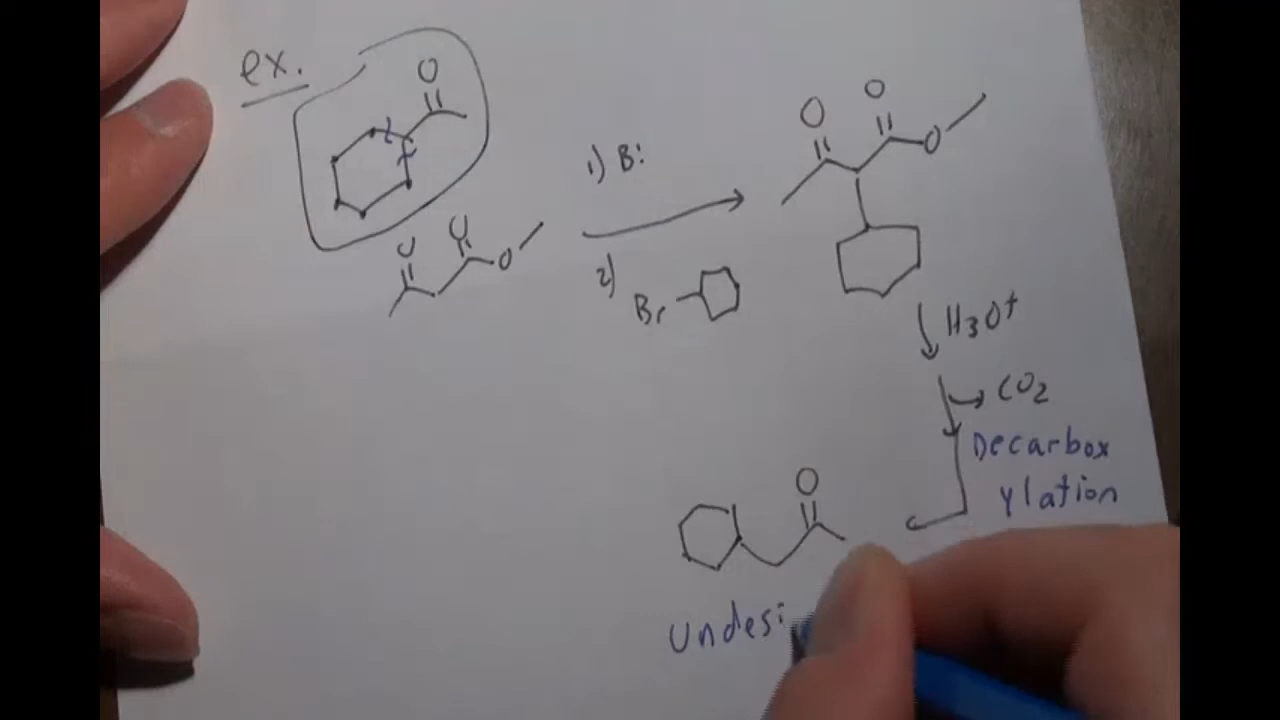 ex.
O
O O
O
1) B:
2)
Br
O O
O
H3O+
CO2
Decarbox
ylation
O
Undesi